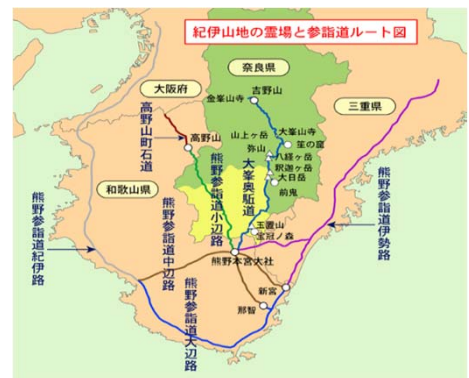 紀伊山地の霊場と参詣道ルート図
奈良県
吉野山
金峯山寺
大阪府
三重県
高野山町石道
高野山
山上ヶ岳
大峯山寺
笙の窟
弥山
八経ヶ岳
釈迦ヶ岳
大日岳
前鬼
和歌山県
熊野参詣道小辺路
大峯奥駈道
玉置山
宝冠ノ森
熊野参詣道紀伊路
熊野参詣道中辺路
熊野本宮大社
熊野参詣道伊勢路
新宮
那智
熊野参詣道大辺路